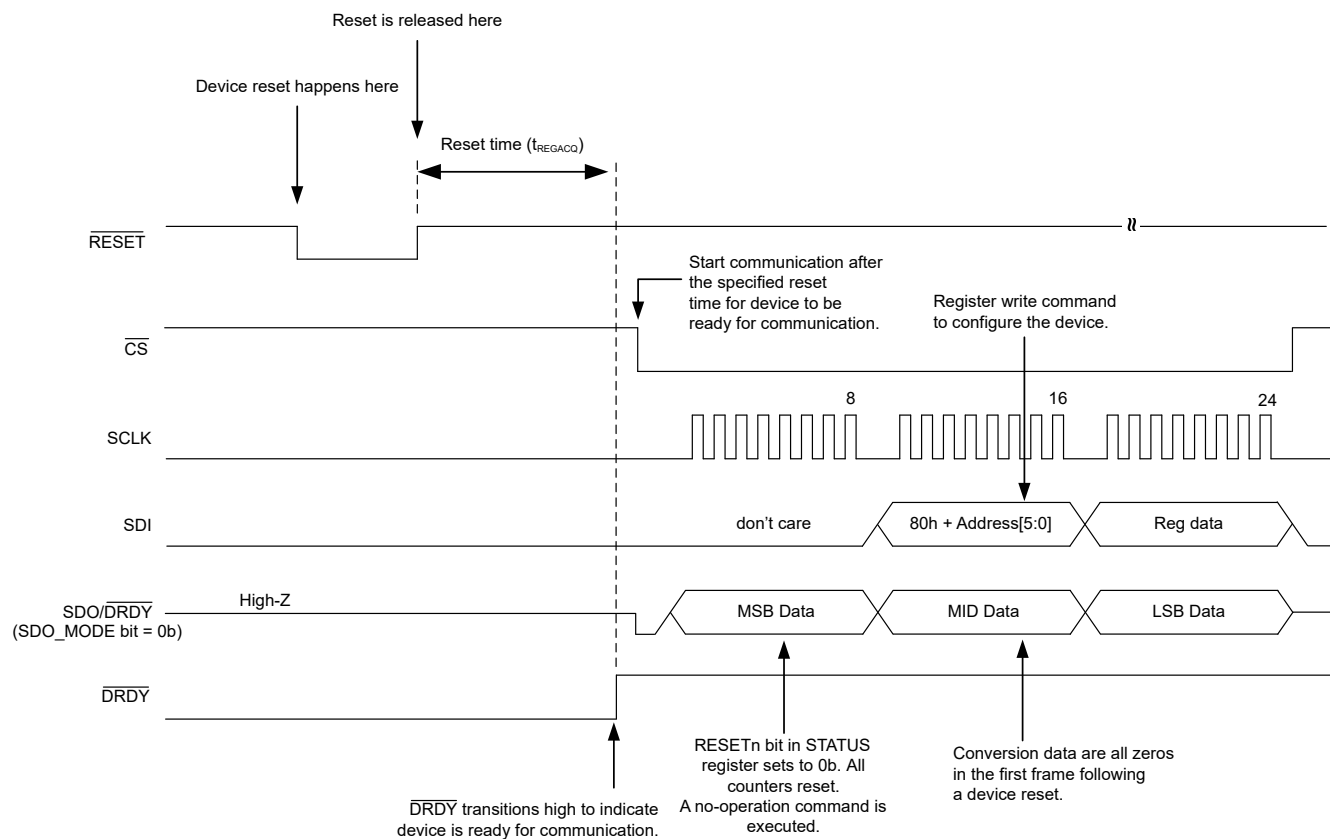 Reset is released here
Device reset happens here
Reset time (tREGACQ)
RESET
Start communication after
the specified reset
time for device to be
ready for communication.
Register write command
to configure the device.
CS
8
16
24
SCLK
SDI
don't care
80h + Address[5:0]
Reg data
High-Z
SDO/DRDY
(SDO_MODE bit = 0b)
MSB Data
MID Data
LSB Data
DRDY
RESETn bit in STATUS
register sets to 0b. All
counters reset.
A no-operation command is
executed.
Conversion data are all zeros
in the first frame following
a device reset.
DRDY transitions high to indicate
device is ready for communication.